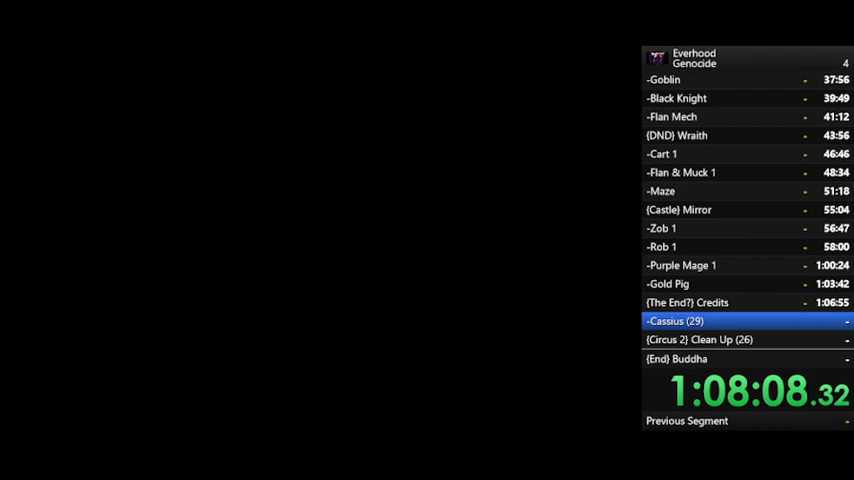 Everhood
Genocide 4
-Goblin - 37:56
-Black Knight - 39:49
-Flan Mech - 41:12
{DND} Wraith - 43:56
-Cart 1 - 46:46
-Flan & Muck 1 - 48:34
-Maze - 51:18
{Castle} Mirror - 55:04
-Zob 1 - 56:47
-Rob 1 - 58:00
-Purple Mage 1 - 1:00:24
-Gold Pig - 1:03:42
{The End?} Credits - 1:06:55
-Cassius (29) -
{Circus 2} Clean Up (26) -
{End} Buddha -
1:08:08.32
Previous Segment -